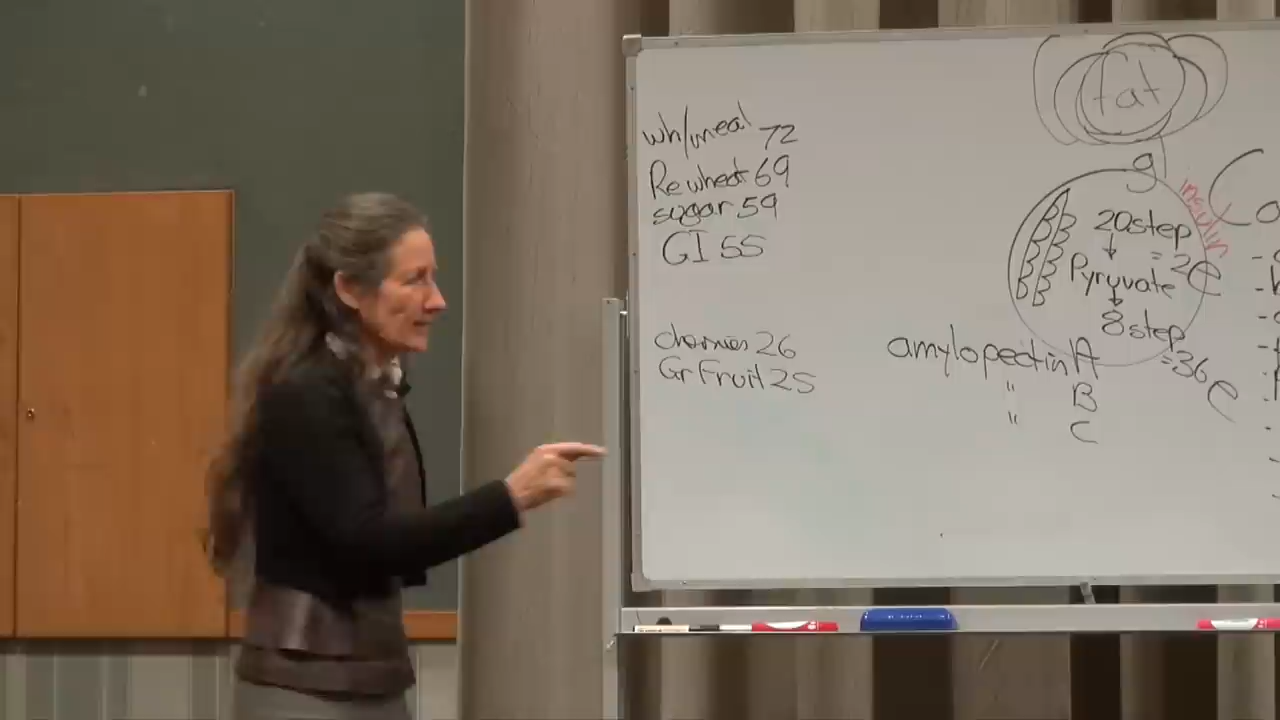 wh/meal 72
Re wheat 69
sugar 59
GI 55
cherries 26
Gr Fruit 25
fat
g
insulin
20 step
= 2e
Pyruvate
8 step
= 36 e
amylopectin A
" B
" C